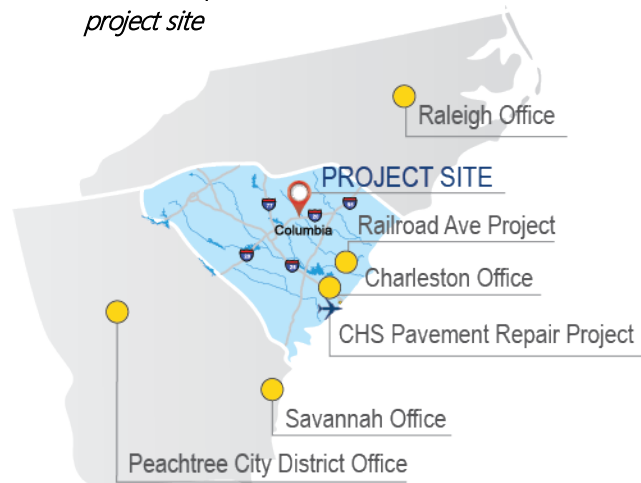 project site
Raleigh Office
PROJECT SITE
Columbia
Railroad Ave Project
Charleston Office
CHS Pavement Repair Project
Savannah Office
Peachtree City District Office